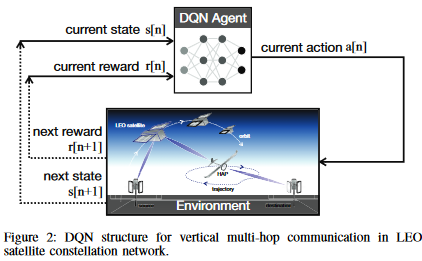 DQN Agent
current state s[n]
current reward r[n]
current action a[n]
next reward
r[n+1]
next state
s[n+1]
LEO satellite
orbit
HAP
trajectory
Environment
Figure 2: DQN structure for vertical multi-hop communication in LEO
satellite constellation network.